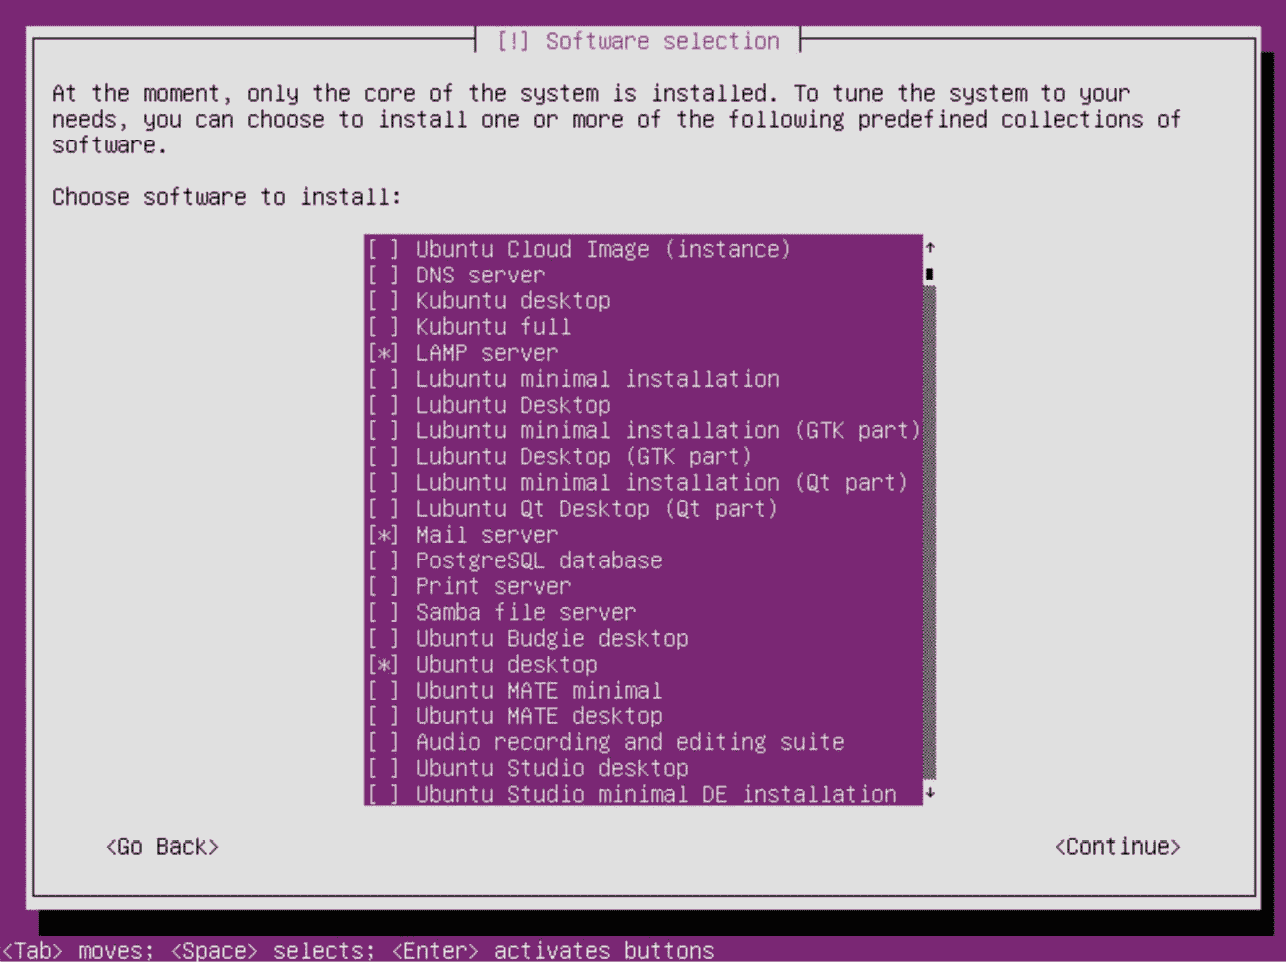 [!] Software selection
At the moment, only the core of the system is installed. To tune the system to your
needs, you can choose to install one or more of the following predefined collections of
software.
Choose software to install:
[ ] Ubuntu Cloud Image (instance)
[ ] DNS server
[ ] Kubuntu desktop
[ ] Kubuntu full
[*] LAMP server
[ ] Lubuntu minimal installation
[ ] Lubuntu Desktop
[ ] Lubuntu minimal installation (GTK part)
[ ] Lubuntu Desktop (GTK part)
[ ] Lubuntu minimal installation (Qt part)
[ ] Lubuntu Qt Desktop (Qt part)
[*] Mail server
[ ] PostgreSQL database
[ ] Print server
[ ] Samba file server
[ ] Ubuntu Budgie desktop
[*] Ubuntu desktop
[ ] Ubuntu MATE minimal
[ ] Ubuntu MATE desktop
[ ] Audio recording and editing suite
[ ] Ubuntu Studio desktop
[ ] Ubuntu Studio minimal DE installation
<Go Back> <Continue>
<Tab> moves; <Space> selects; <Enter> activates buttons